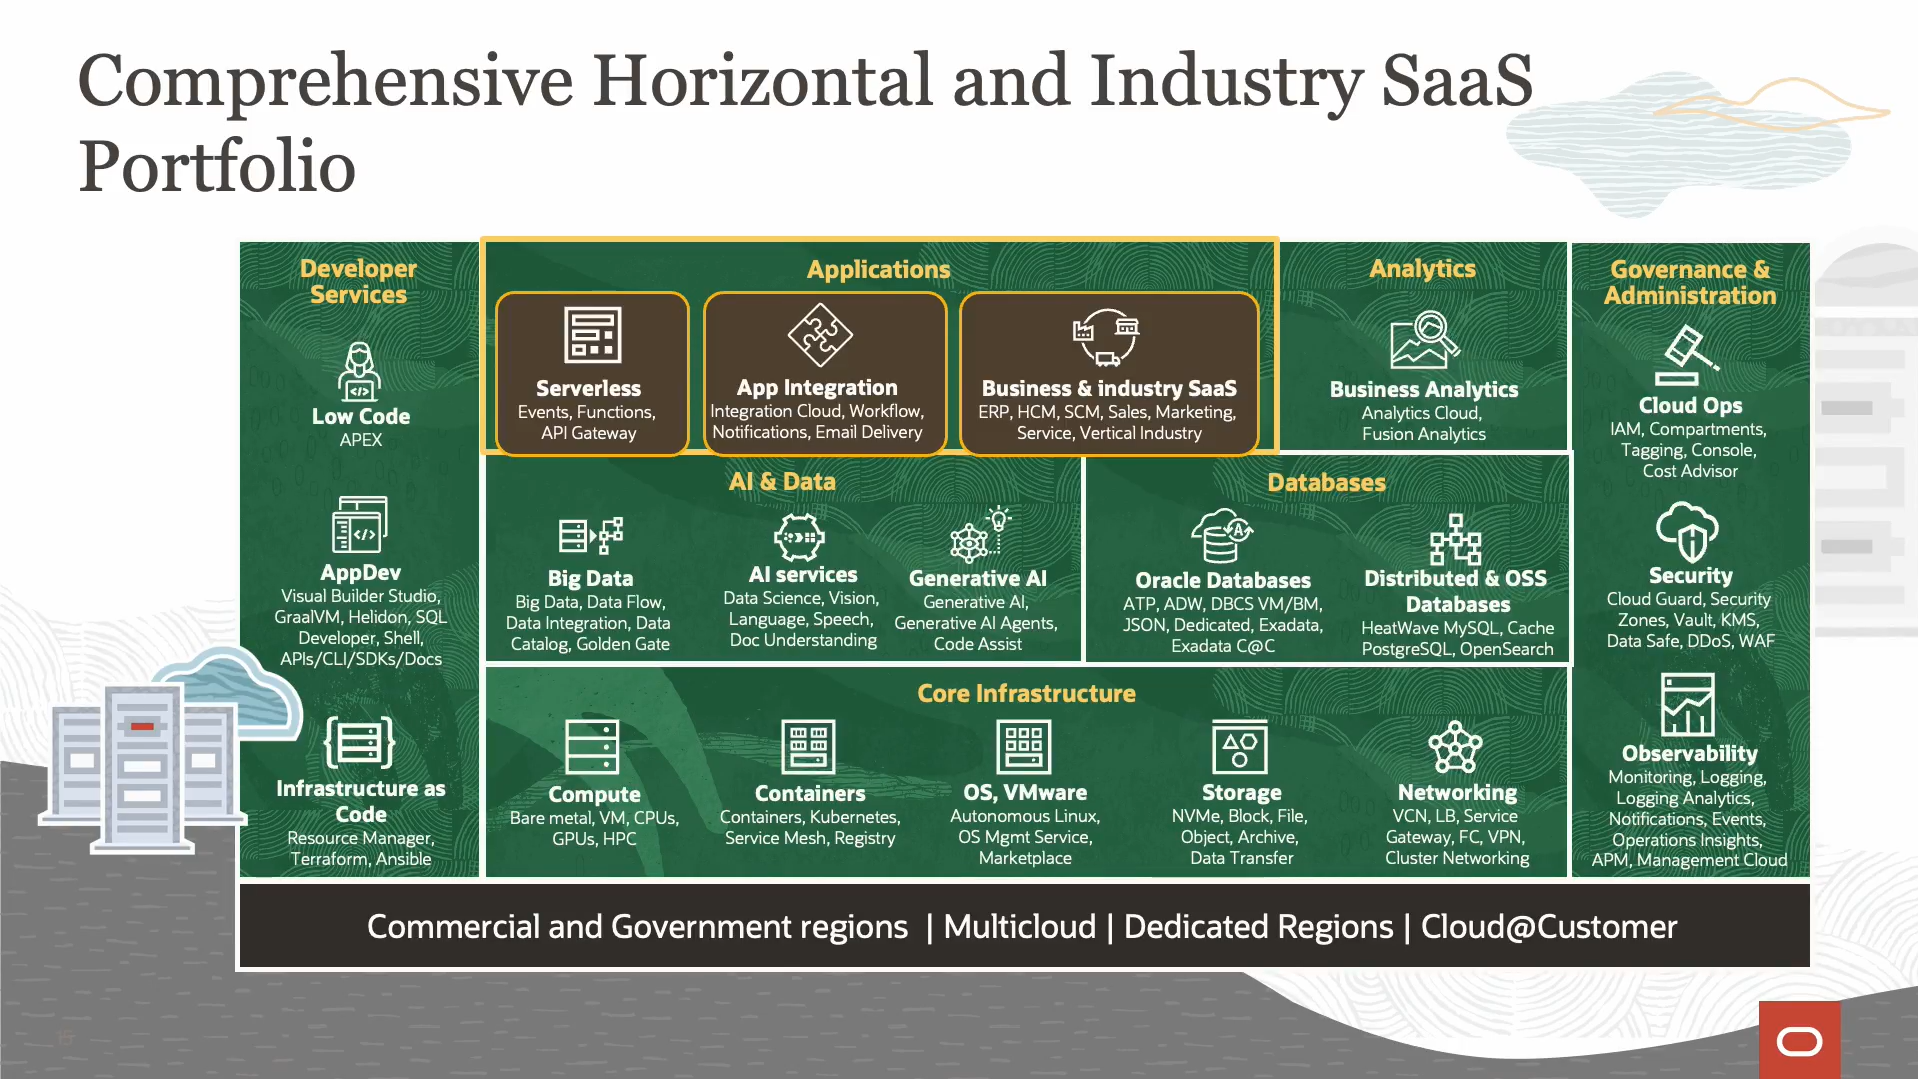 Comprehensive Horizontal and Industry SaaS
Portfolio
Developer
Services
Low Code
APEX
AppDev
Visual Builder Studio,
GraalVM, Helidon, SQL
Developer, Shell,
APIs/CLI/SDKs/Docs
Infrastructure as
Code
Resource Manager,
Terraform, Ansible
Applications
Serverless
Events, Functions,
API Gateway
App Integration
Integration Cloud, Workflow,
Notifications, Email Delivery
Business & industry SaaS
ERP, HCM, SCM, Sales, Marketing,
Service, Vertical Industry
Analytics
Business Analytics
Analytics Cloud,
Fusion Analytics
AI & Data
Big Data
Big Data, Data Flow,
Data Integration, Data
Catalog, Golden Gate
AI services
Data Science, Vision,
Language, Speech,
Doc Understanding
Generative AI
Generative AI,
Generative AI Agents,
Code Assist
Databases
Oracle Databases
ATP, ADW, DBCS VM/BM,
JSON, Dedicated, Exadata,
Exadata C@C
Distributed & OSS
Databases
HeatWave MySQL, Cache
PostgreSQL, OpenSearch
Core Infrastructure
Compute
Bare metal, VM, CPUs,
GPUs, HPC
Containers
Containers, Kubernetes,
Service Mesh, Registry
OS, VMware
Autonomous Linux,
OS Mgmt Service,
Marketplace
Storage
NVMe, Block, File,
Object, Archive,
Data Transfer
Networking
VCN, LB, Service
Gateway, FC, VPN,
Cluster Networking
Governance &
Administration
Cloud Ops
IAM, Compartments,
Tagging, Console,
Cost Advisor
Security
Cloud Guard, Security
Zones, Vault, KMS,
Data Safe, DDoS, WAF
Observability
Monitoring, Logging,
Logging Analytics,
Notifications, Events,
Operations Insights,
APM, Management Cloud
Commercial and Government regions | Multicloud | Dedicated Regions | Cloud@Customer